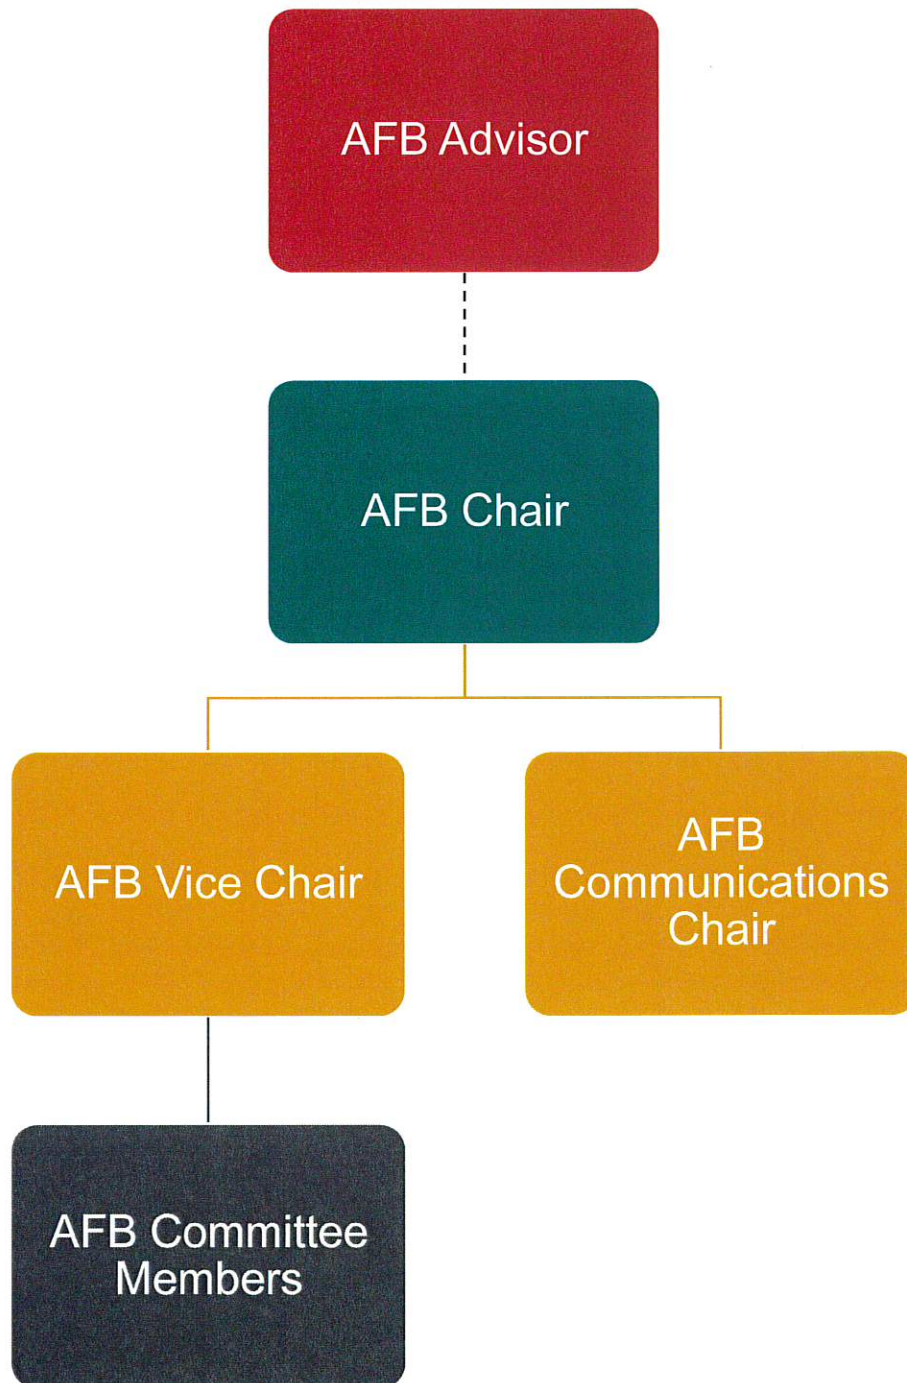 AFB Advisor
AFB Chair
AFB Vice Chair
AFB
Communications
Chair
AFB Committee
Members